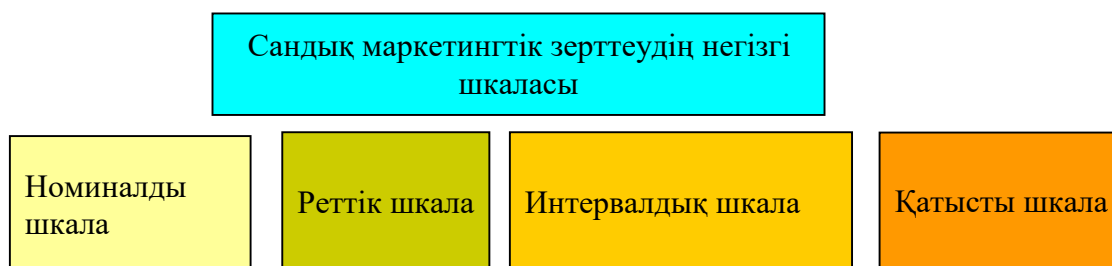 Сандық маркетингтік зерттеудің негізгі
шкаласы
Номиналды
шкала
Реттік шкала
Интервалдық шкала
Қатысты шкала